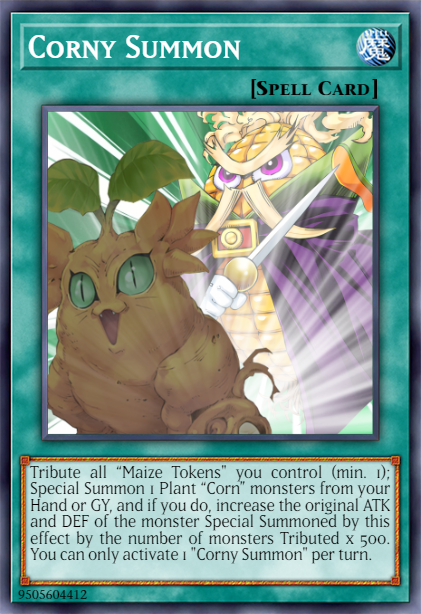 Corny Summon
魔
[Spell Card]
Tribute all “Maize Tokens” you control (min. 1);
Special Summon 1 Plant “Corn” monsters from your
Hand or GY, and if you do, increase the original ATK
and DEF of the monster Special Summoned by this
effect by the number of monsters Tributed x 500.
You can only activate 1 "Corny Summon" per turn.
9505604412